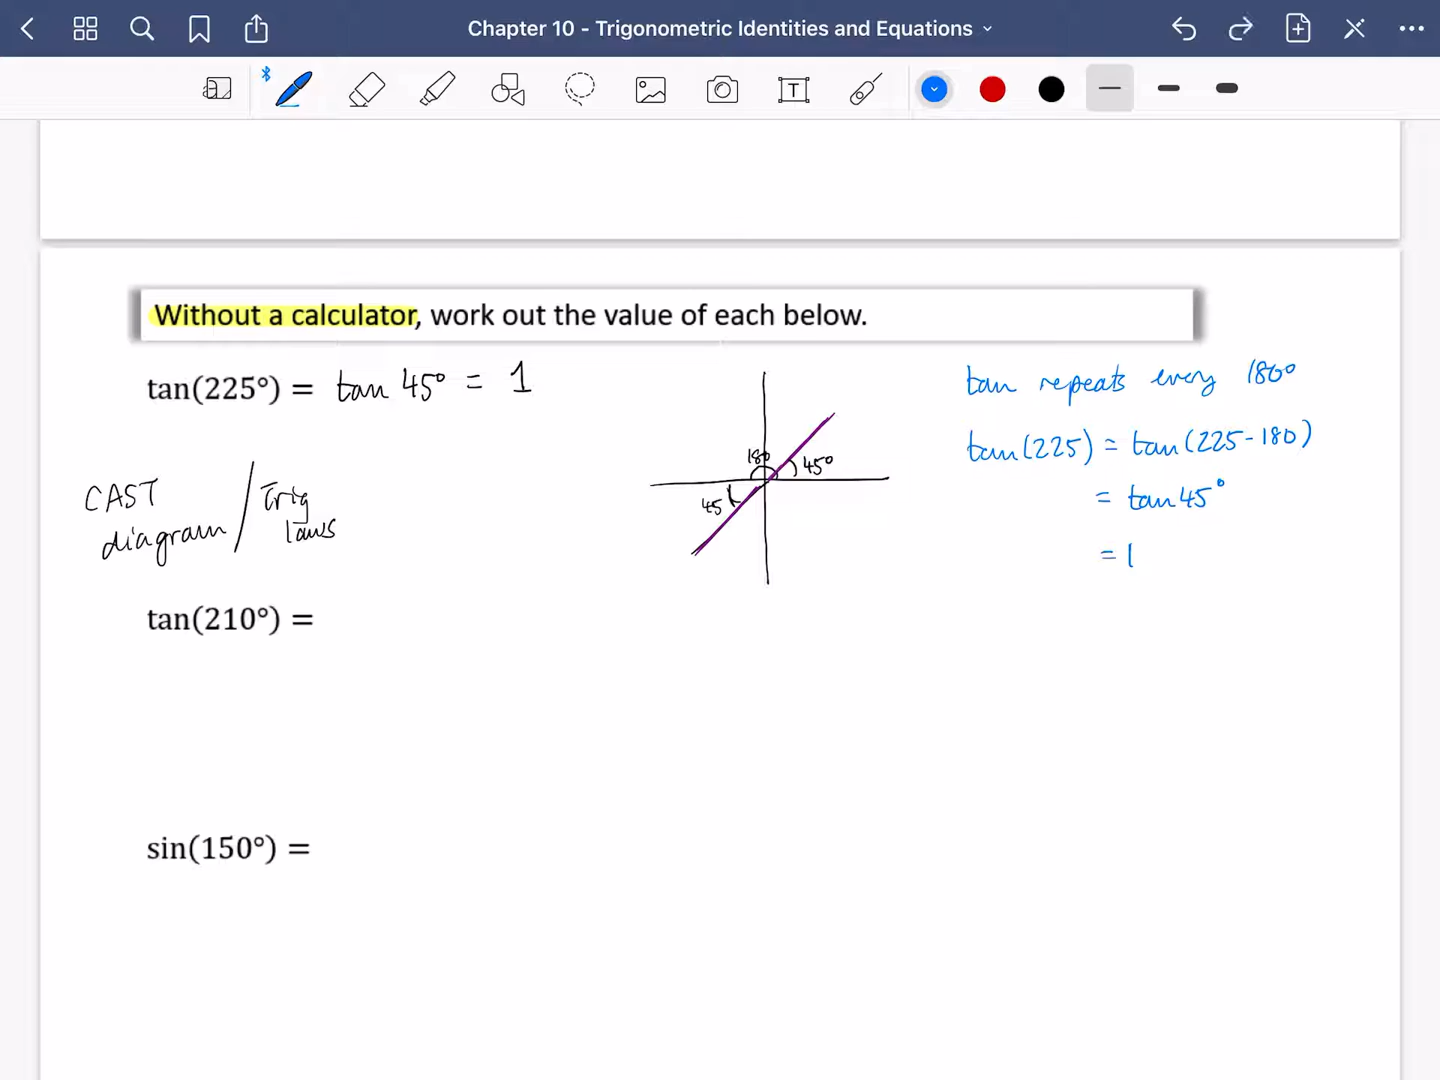 Chapter 10 - Trigonometric Identities and Equations
T
Without a calculator, work out the value of each below.
tan(225°) = tan 45° = 1
CAST diagram / Trig laws
180
45°
45
tan repeats every 180°
tan(225) = tan(225-180)
= tan 45°
= 1
tan(210°) =
sin(150°) =